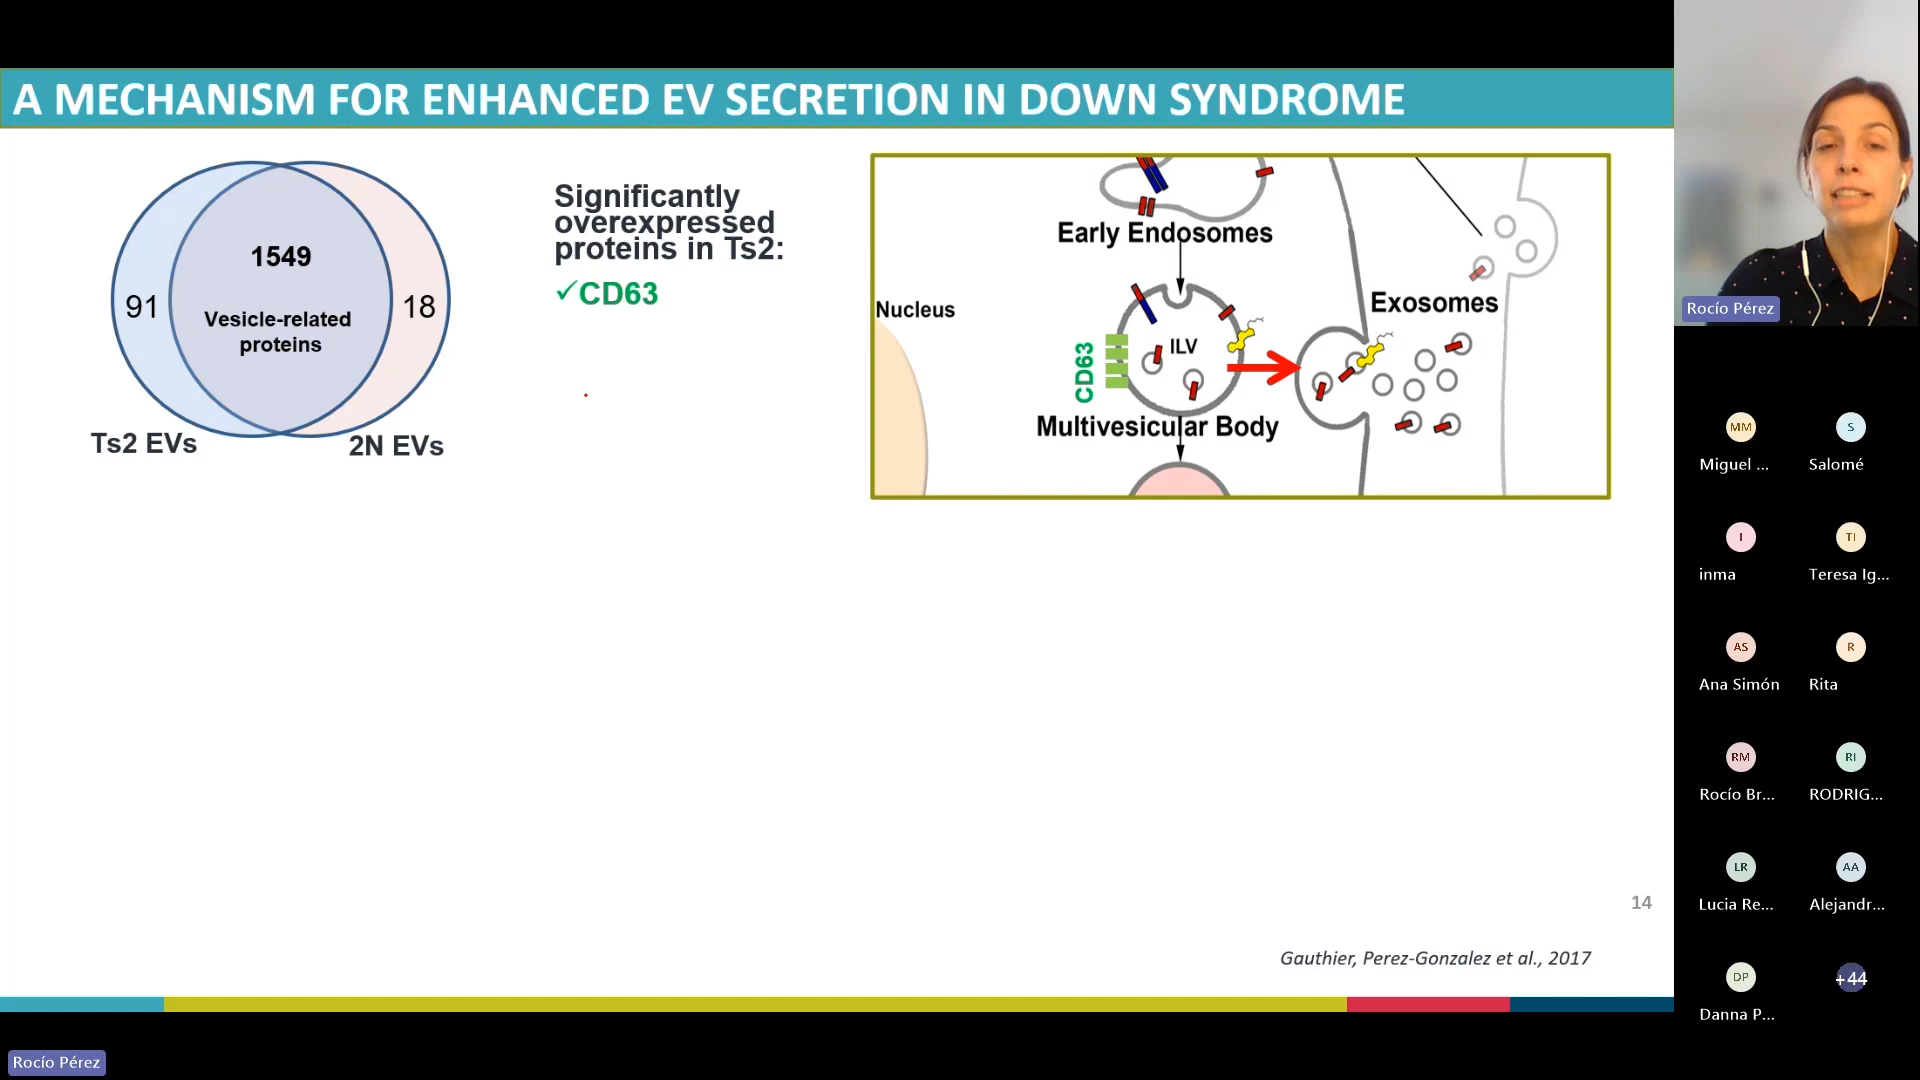 A MECHANISM FOR ENHANCED EV SECRETION IN DOWN SYNDROME
91
1549
Vesicle-related
proteins
18
Ts2 EVs
2N EVs
Significantly
overexpressed
proteins in Ts2:
✓CD63
Early Endosomes
Nucleus
Exosomes
ILV
CD63
Multivesicular Body
14
Gauthier, Perez-Gonzalez et al., 2017
Rocío Pérez
MM
Miguel ...
S
Salomé
I
inma
TI
Teresa Ig...
AS
Ana Simón
R
Rita
RM
Rocío Br...
RI
RODRIG...
LR
Lucia Re...
AA
Alejandr...
DP
Danna P...
+44
Rocío Pérez